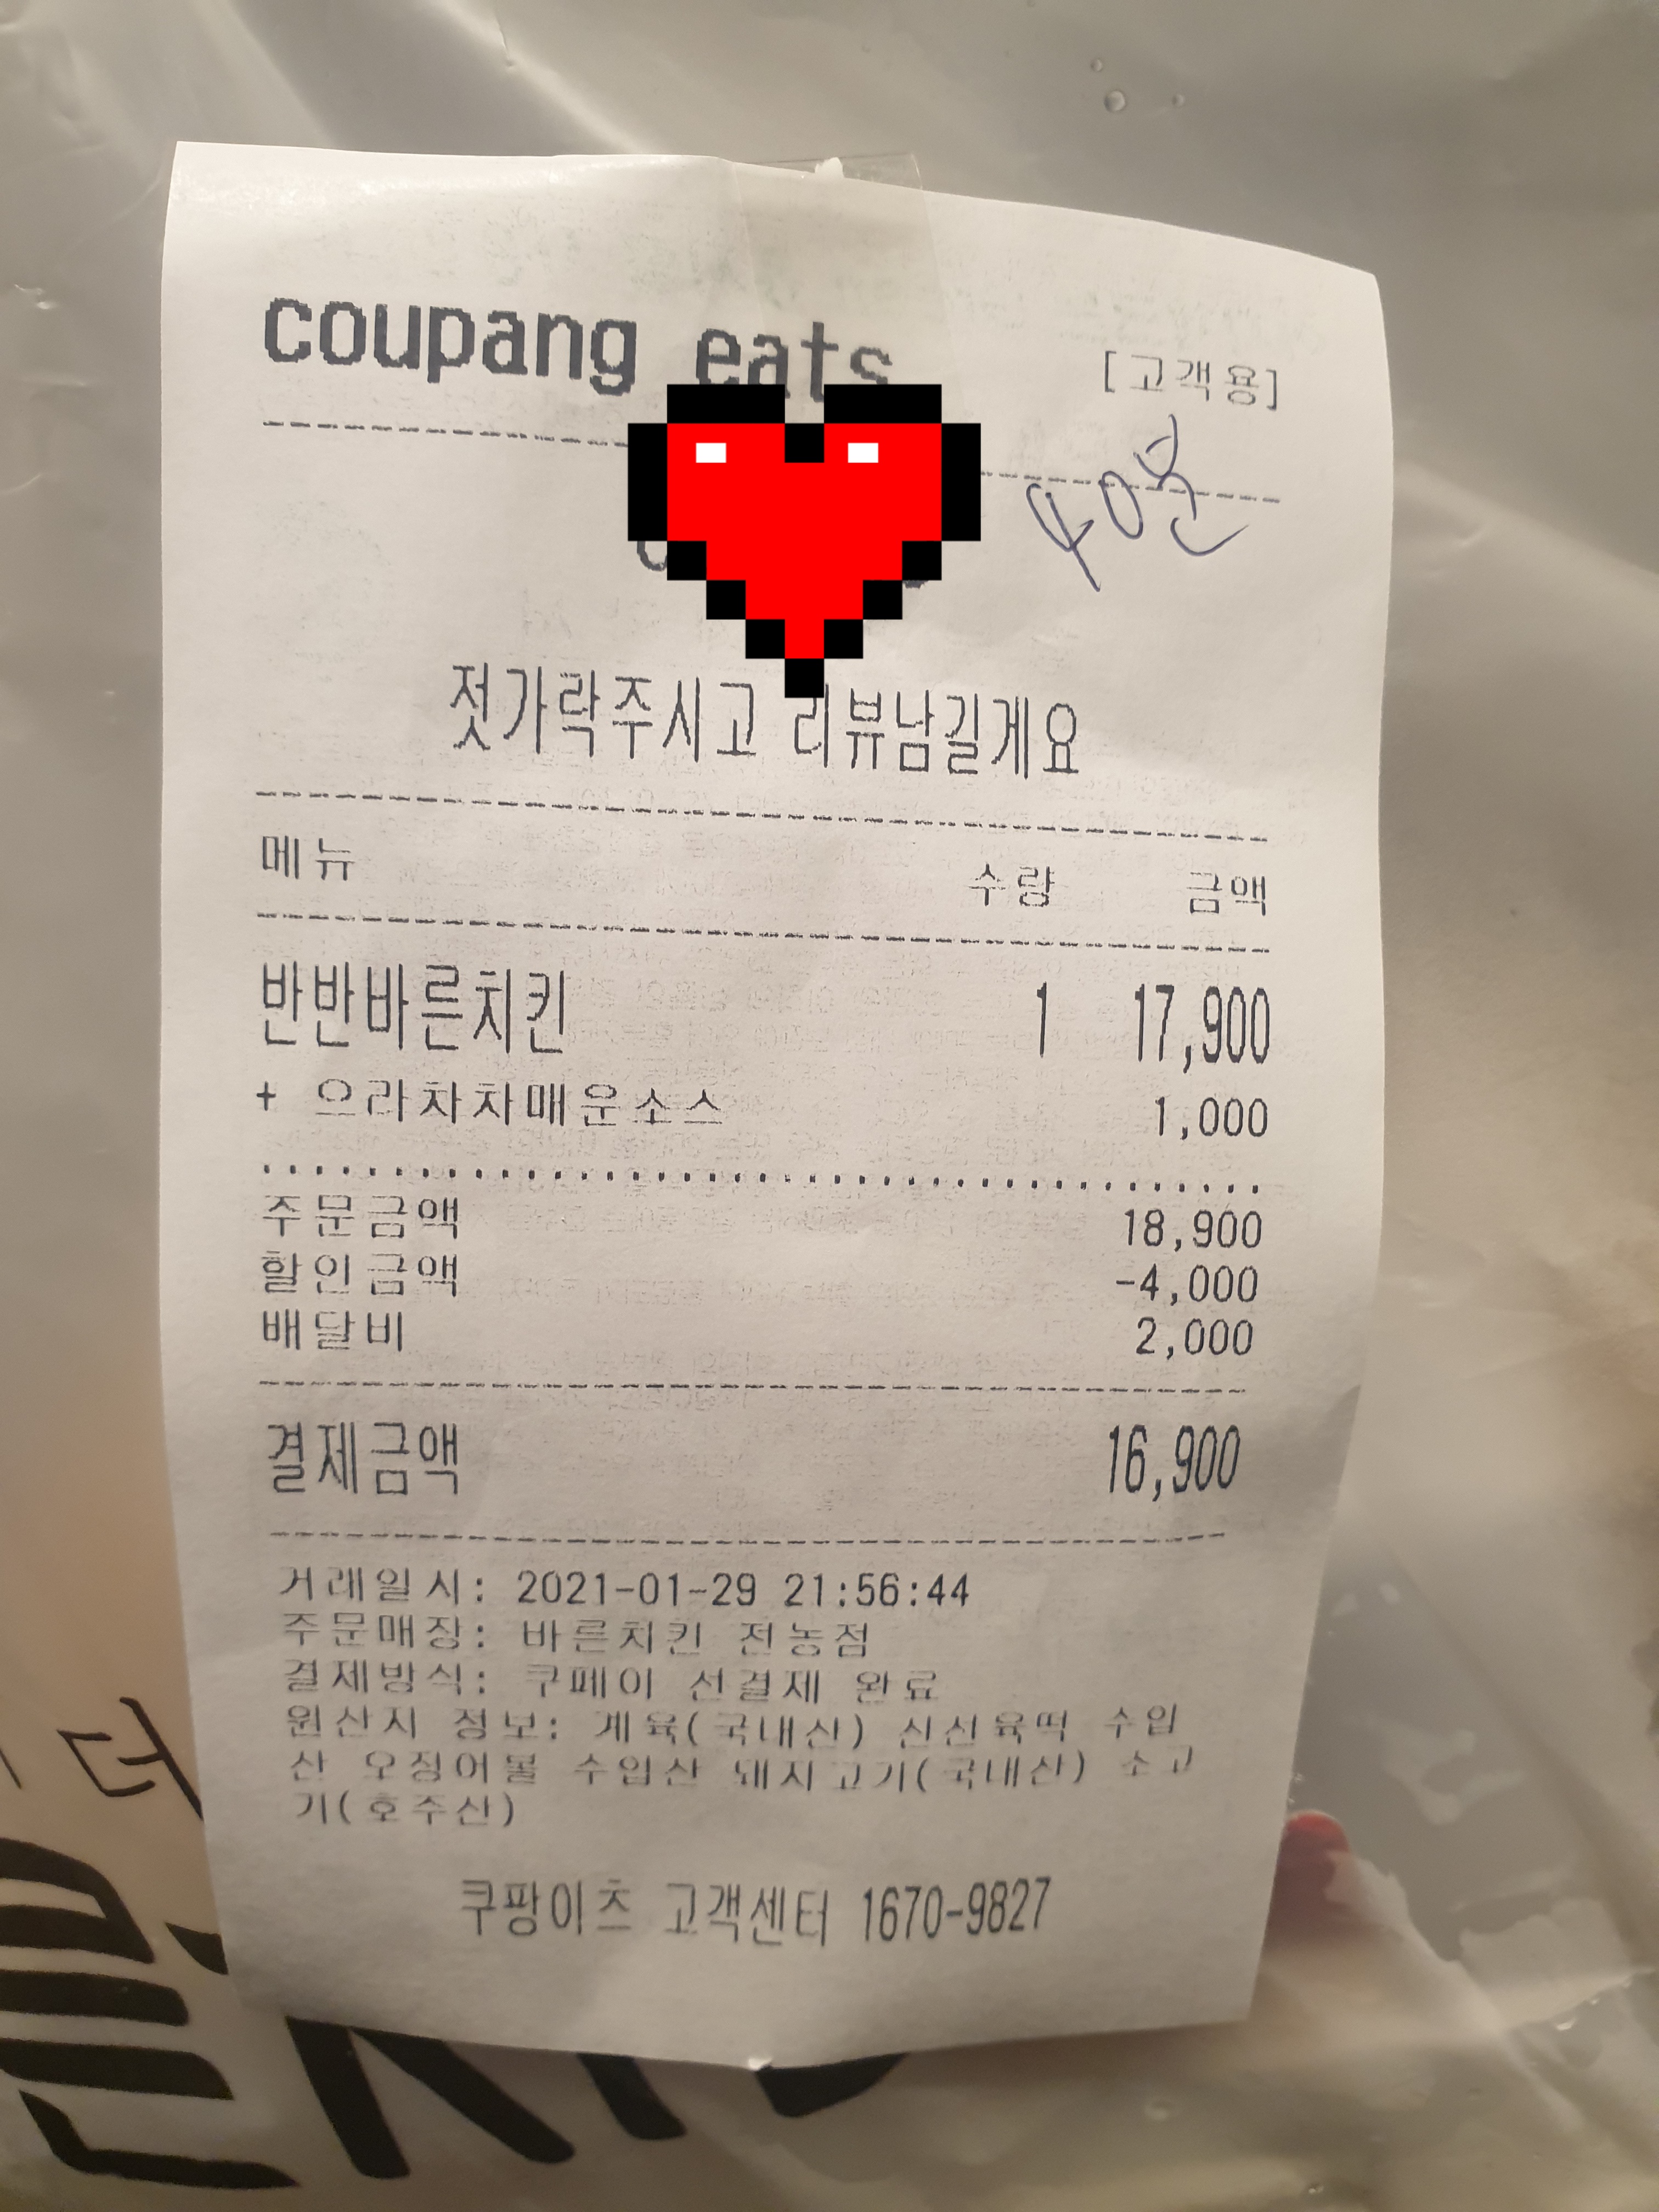 coupang eats
[고객용]
40분
젓가락주시고 리뷰남길게요
메뉴 수량 금액
반반바른치킨 1 17,900
+ 으라차차매운소스 1,000
주문금액 18,900
할인금액 -4,000
배달비 2,000
결제금액 16,900
거래일시: 2021-01-29 21:56:44
주문매장: 바른치킨 전농점
결제방식: 쿠페이 선결제 완료
원산지 정보: 계육(국내산) 신선육떡 수입
산 오징어볼 수입산 돼지고기(국내산) 소고
기(호주산)
쿠팡이츠 고객센터 1670-9827
더